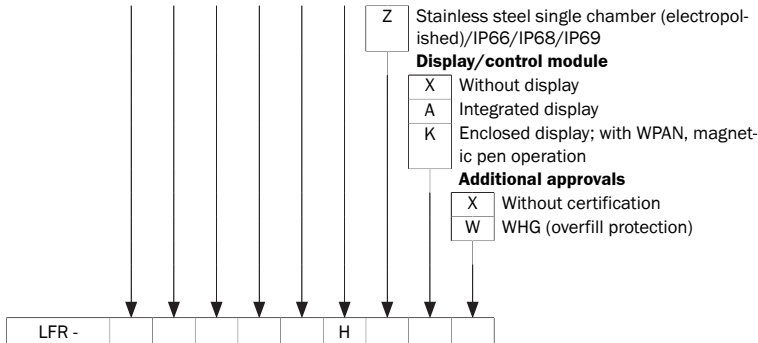 Z Stainless steel single chamber (electropol-
ished)/IP66/IP68/IP69
Display/control module
X Without display
A Integrated display
K Enclosed display; with WPAN, magnet-
ic pen operation
Additional approvals
X Without certification
W WHG (overfill protection)
LFR - H